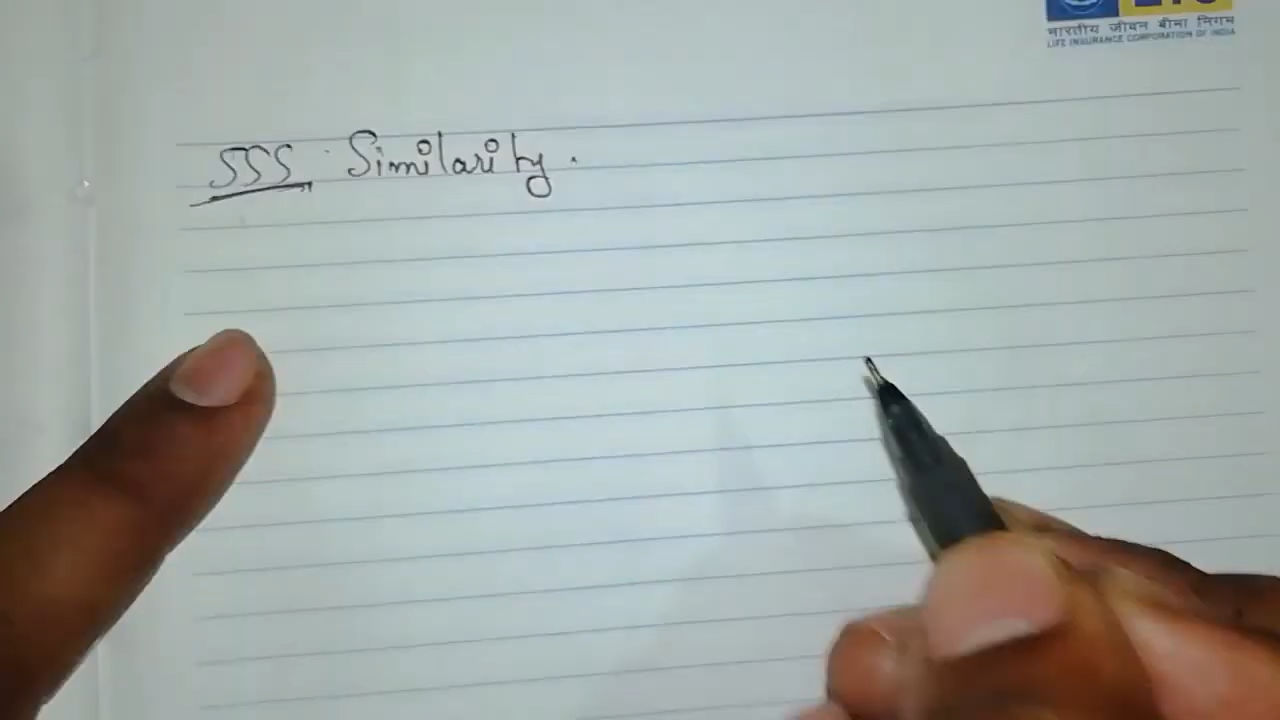 भारतीय जीवन बीमा निगम
LIFE INSURANCE CORPORATION OF INDIA
SSS Similarity.